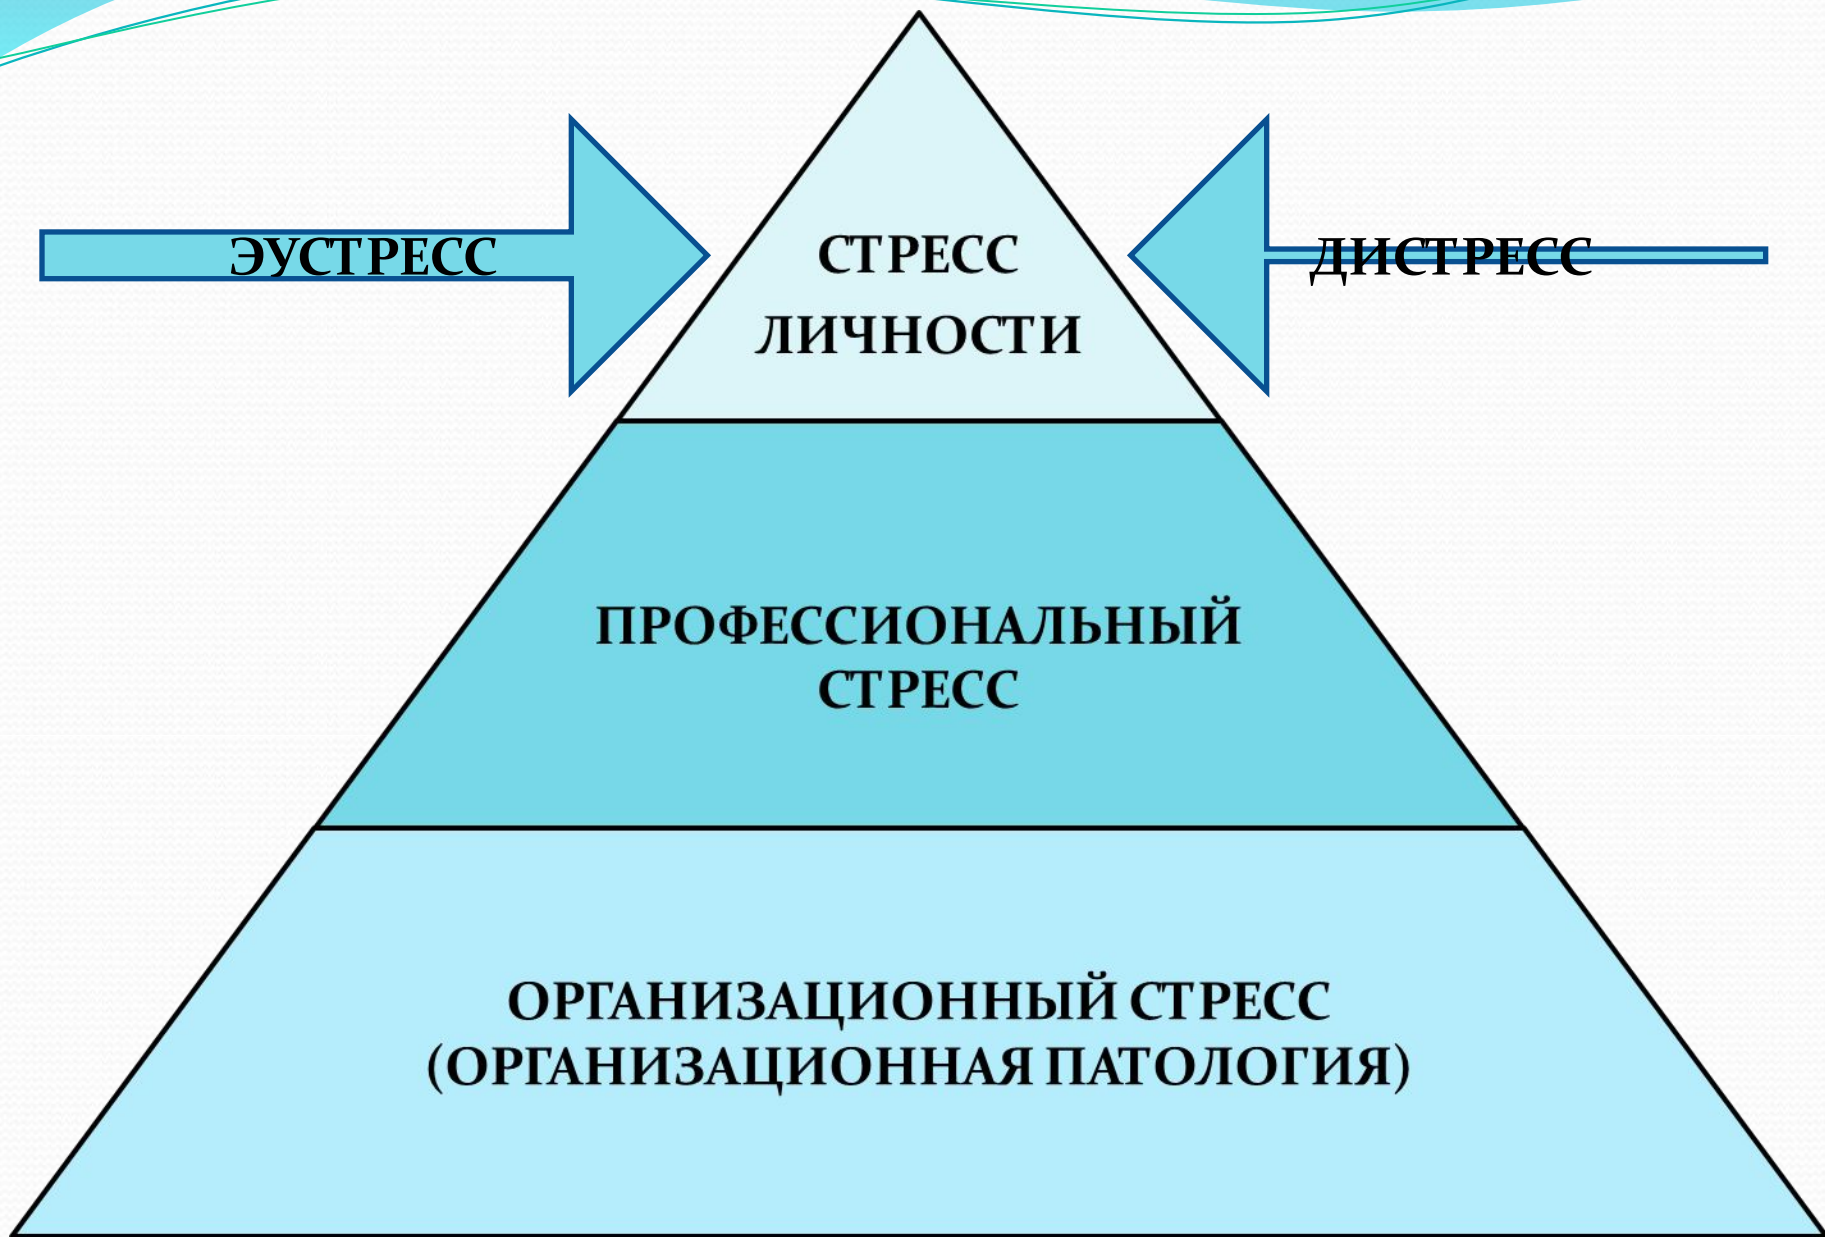 ЭУСТРЕСС
СТРЕСС
ЛИЧНОСТИ
ДИСТРЕСС
ПРОФЕССИОНАЛЬНЫЙ
СТРЕСС
ОРГАНИЗАЦИОННЫЙ СТРЕСС
(ОРГАНИЗАЦИОННАЯ ПАТОЛОГИЯ)